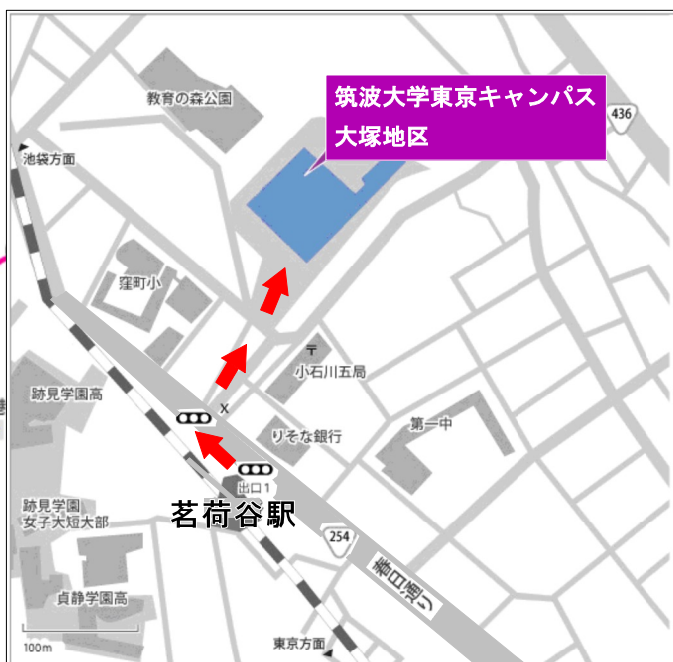 筑波大学東京キャンパス
大塚地区
436
教育の森公園
池袋方面
窪町小
〒
小石川五局
跡見学園高
X
りそな銀行
第一中
出口1
茗荷谷駅
跡見学園
女子大短大部
254
春日通り
貞静学園高
100m
東京方面